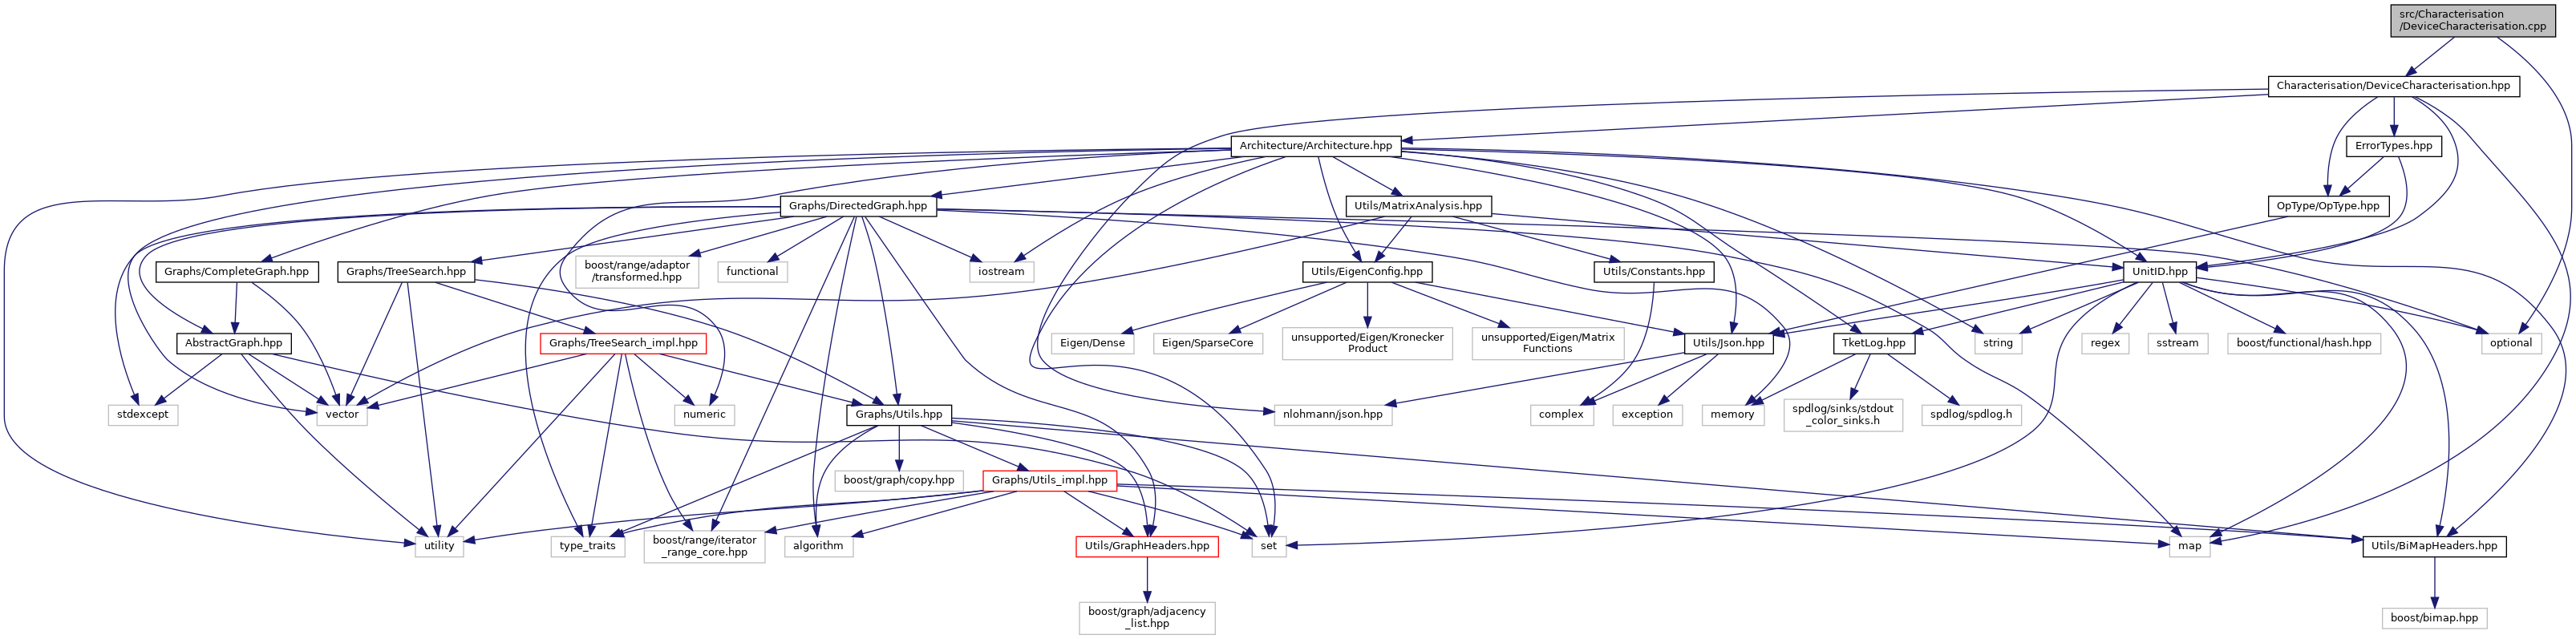 src/Characterisation
/DeviceCharacterisation.cpp
Characterisation/DeviceCharacterisation.hpp
Architecture/Architecture.hpp
ErrorTypes.hpp
Graphs/DirectedGraph.hpp
Utils/MatrixAnalysis.hpp
OpType/OpType.hpp
Graphs/CompleteGraph.hpp
Graphs/TreeSearch.hpp
boost/range/adaptor
/transformed.hpp
functional
iostream
Utils/EigenConfig.hpp
Utils/Constants.hpp
UnitID.hpp
AbstractGraph.hpp
Graphs/TreeSearch_impl.hpp
Eigen/Dense
Eigen/SparseCore
unsupported/Eigen/Kronecker
Product
unsupported/Eigen/Matrix
Functions
Utils/Json.hpp
TketLog.hpp
string
regex
sstream
boost/functional/hash.hpp
optional
stdexcept
vector
numeric
Graphs/Utils.hpp
nlohmann/json.hpp
complex
exception
memory
spdlog/sinks/stdout
_color_sinks.h
spdlog/spdlog.h
boost/graph/copy.hpp
Graphs/Utils_impl.hpp
utility
type_traits
boost/range/iterator
_range_core.hpp
algorithm
Utils/GraphHeaders.hpp
set
map
Utils/BiMapHeaders.hpp
boost/graph/adjacency
_list.hpp
boost/bimap.hpp